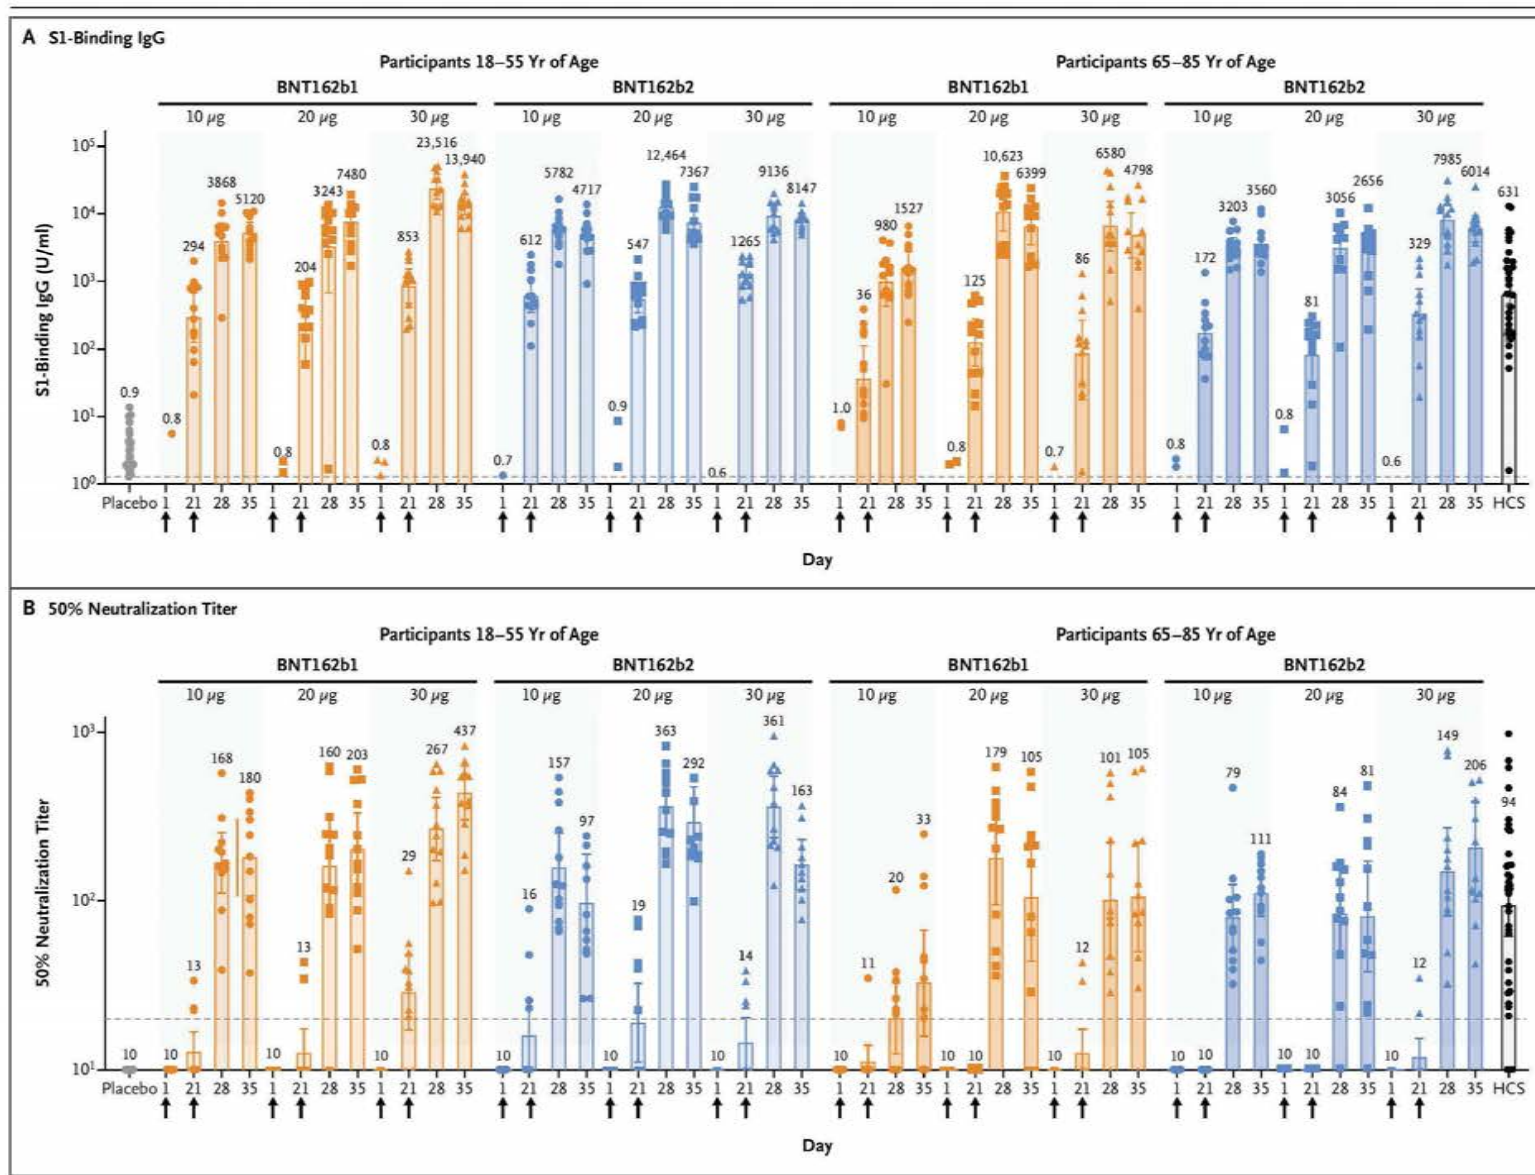 A S1-Binding IgG
Participants 18–55 Yr of Age Participants 65–85 Yr of Age
BNT162b1 BNT162b2 BNT162b1 BNT162b2
10 µg 20 µg 30 µg 10 µg 20 µg 30 µg 10 µg 20 µg 30 µg 10 µg 20 µg 30 µg
S1-Binding IgG (U/ml)
10⁵
10⁴
10³
10²
10¹
10⁰
0.9
0.8 294 3868 5120
0.8 204 3243 7480
0.8 853 23,516 13,940
0.7 612 5782 4717
0.9 547 12,464 7367
0.6 1265 9136 8147
1.0 36 980 1527
0.8 125 10,623 6399
0.7 86 6580 4798
0.8 172 3203 3560
0.8 81 3056 2656
0.6 329 7985 6014
631
Placebo 1 21 28 35 1 21 28 35 1 21 28 35 1 21 28 35 1 21 28 35 1 21 28 35 1 21 28 35 1 21 28 35 1 21 28 35 1 21 28 35 1 21 28 35 1 21 28 35 HCS
Day
B 50% Neutralization Titer
Participants 18–55 Yr of Age Participants 65–85 Yr of Age
BNT162b1 BNT162b2 BNT162b1 BNT162b2
10 µg 20 µg 30 µg 10 µg 20 µg 30 µg 10 µg 20 µg 30 µg 10 µg 20 µg 30 µg
50% Neutralization Titer
10³
10²
10¹
10
10 13 168 180
10 13 160 203
10 29 267 437
10 16 157 97
10 19 363 292
10 14 361 163
10 11 20 33
10 10 179 105
10 12 101 105
10 10 79 111
10 10 84 81
10 12 149 206
94
Placebo 1 21 28 35 1 21 28 35 1 21 28 35 1 21 28 35 1 21 28 35 1 21 28 35 1 21 28 35 1 21 28 35 1 21 28 35 1 21 28 35 1 21 28 35 1 21 28 35 HCS
Day